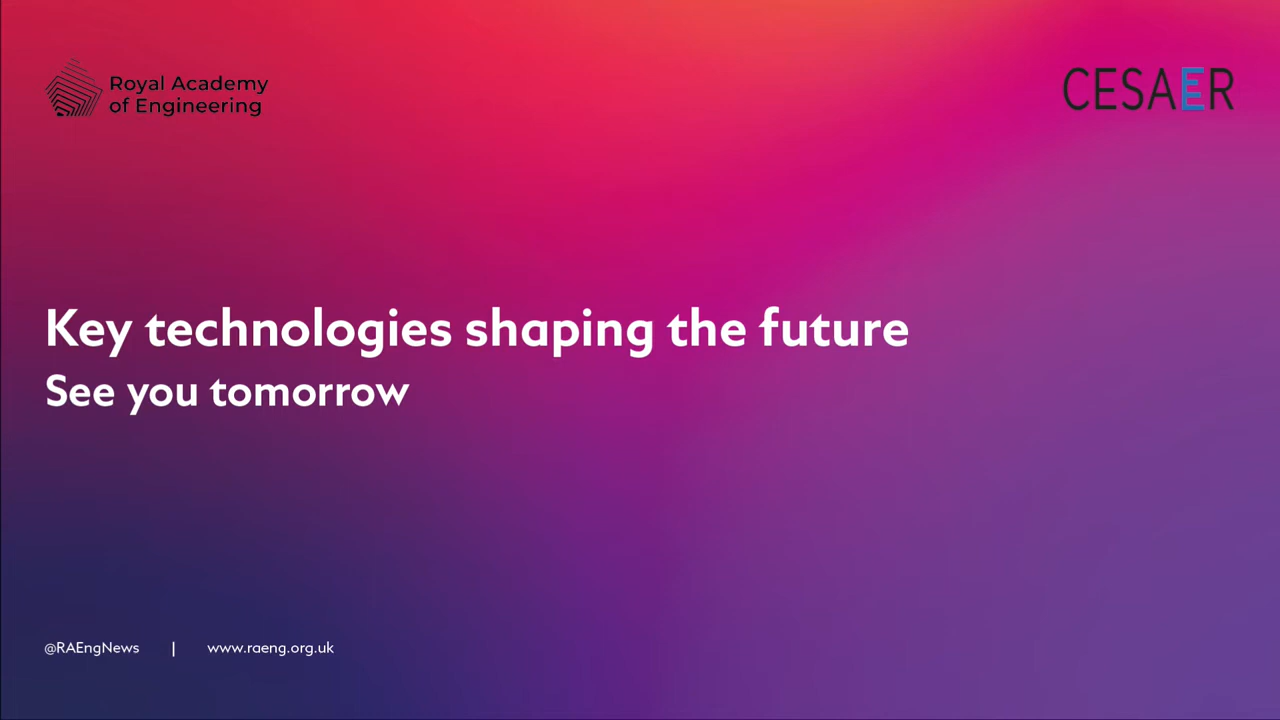 Royal Academy
of Engineering
CESAER
Key technologies shaping the future
See you tomorrow
@RAEngNews | www.raeng.org.uk